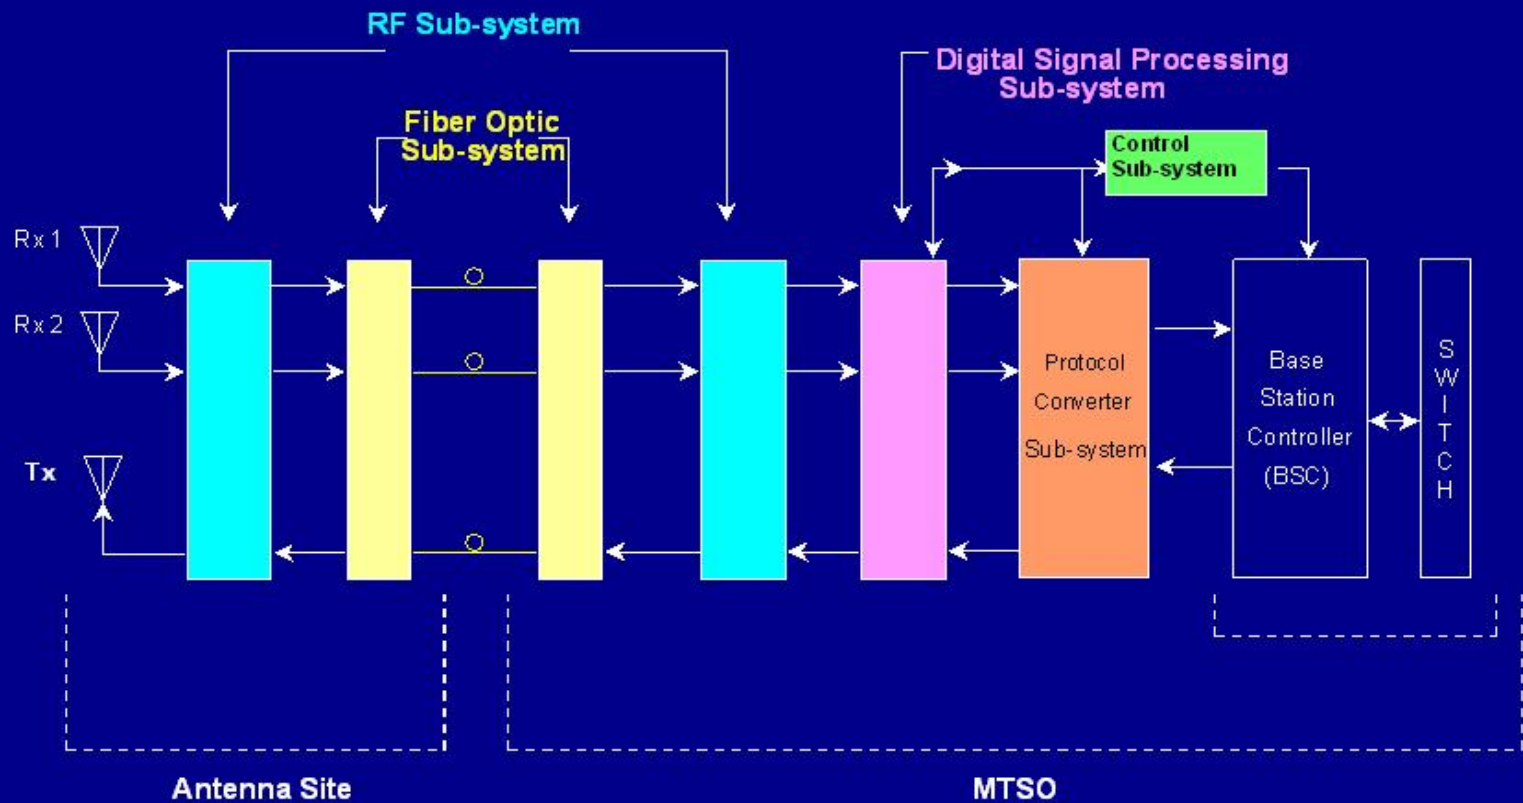 RF Sub-system
Digital Signal Processing
Sub-system
Fiber Optic
Sub-system
Control
Sub-system
Rx 1
Rx 2
Tx
Protocol
Converter
Sub-system
Base
Station
Controller
(BSC)
SWITCH
Antenna Site
MTSO